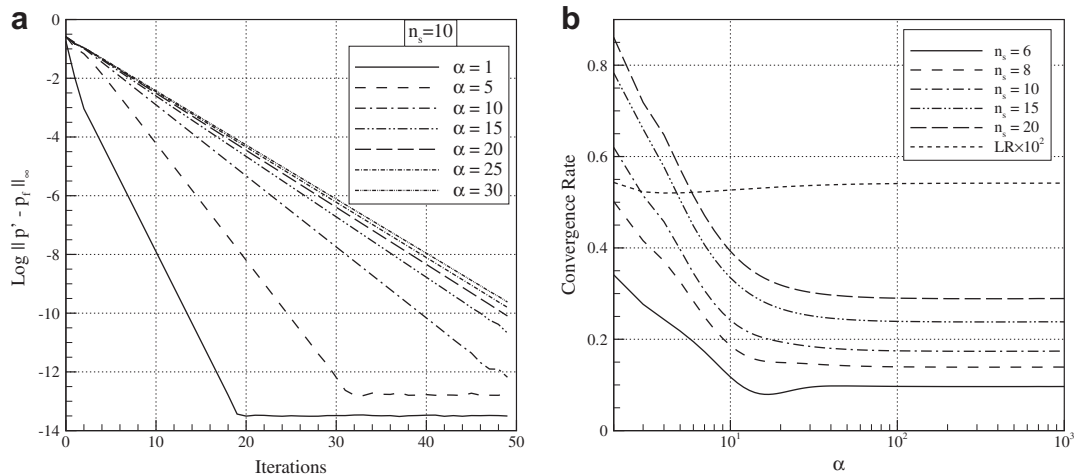 a
n_s=10
α = 1
α = 5
α = 10
α = 15
α = 20
α = 25
α = 30
Log || p' - p_f ||_∞
0
-2
-4
-6
-8
-10
-12
-14
0 10 20 30 40 50
Iterations
b
n_s = 6
n_s = 8
n_s = 10
n_s = 15
n_s = 20
LR×10^2
Convergence Rate
0.8
0.6
0.4
0.2
0
10^1 10^2 10^3
α